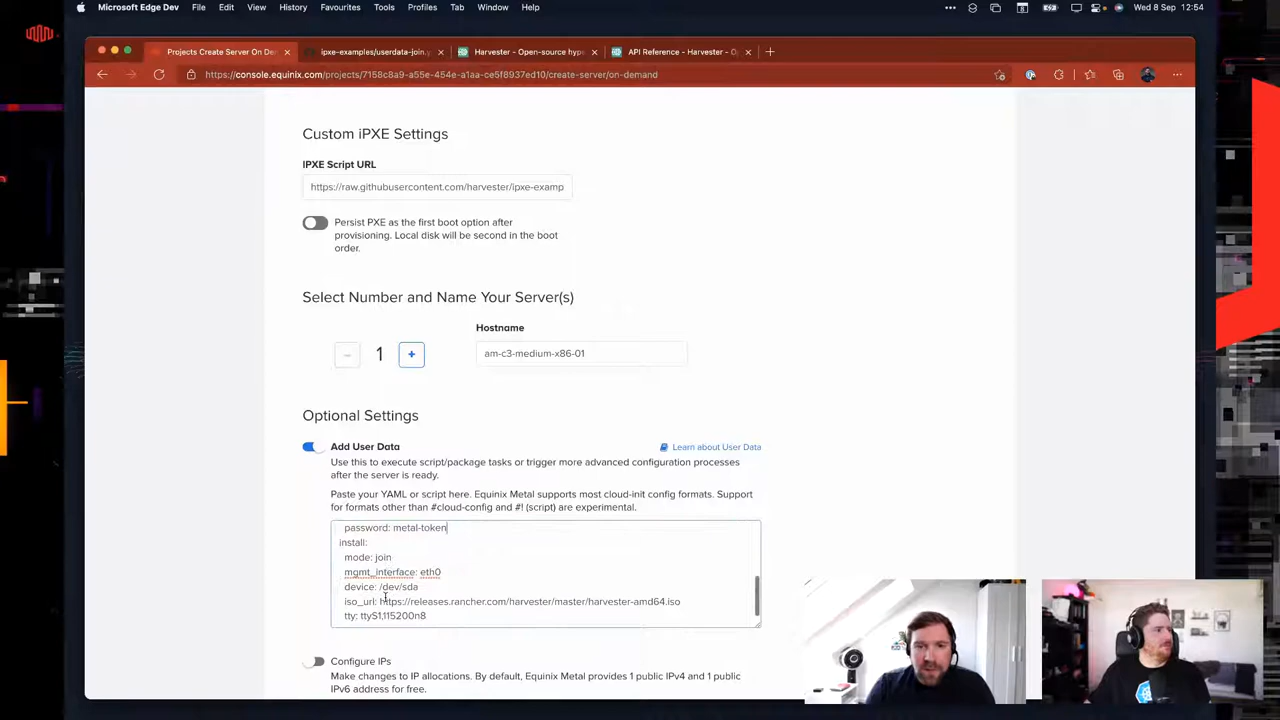 Microsoft Edge Dev File Edit View History Favourites Tools Profiles Tab Window Help
Wed 8 Sep 12:54
Projects Create Server On De
ipxe-examples/userdata-join.y
Harvester - Open-source hyp
API Reference - Harvester - O
https://console.equinix.com/projects/7158c8a9-a55e-454e-a1aa-ce5f8937ed10/create-server/on-demand
Custom iPXE Settings
IPXE Script URL
https://raw.githubusercontent.com/harvester/ipxe-examp
Persist PXE as the first boot option after
provisioning. Local disk will be second in the boot
order.
Select Number and Name Your Server(s)
Hostname
1
am-c3-medium-x86-01
Optional Settings
Add User Data
Learn about User Data
Use this to execute script/package tasks or trigger more advanced configuration processes
after the server is ready.
Paste your YAML or script here. Equinix Metal supports most cloud-init config formats. Support
for formats other than #cloud-config and #! (script) are experimental.
password: metal-token
install:
mode: join
mgmt_interface: eth0
device: /dev/sda
iso_url: https://releases.rancher.com/harvester/master/harvester-amd64.iso
tty: ttyS1,115200n8
Configure IPs
Make changes to IP allocations. By default, Equinix Metal provides 1 public IPv4 and 1 public
IPv6 address for free.